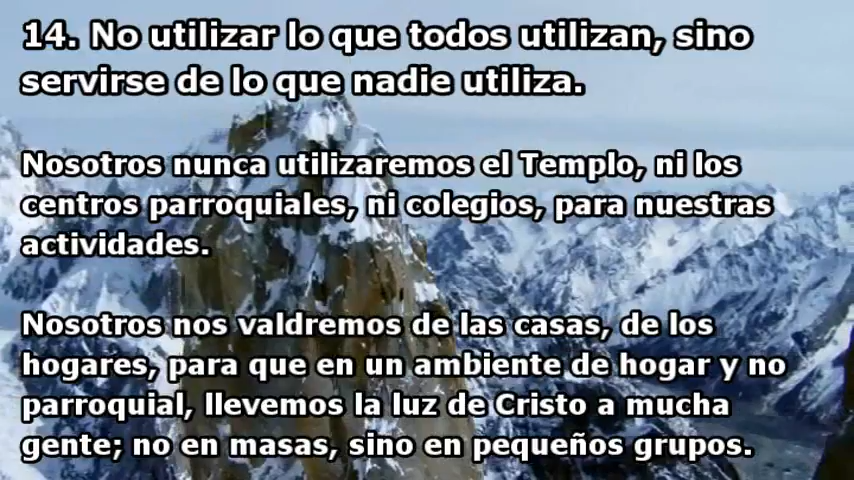 14. No utilizar lo que todos utilizan, sino
servirse de lo que nadie utiliza.
Nosotros nunca utilizaremos el Templo, ni los
centros parroquiales, ni colegios, para nuestras
actividades.
Nosotros nos valdremos de las casas, de los
hogares, para que en un ambiente de hogar y no
parroquial, llevemos la luz de Cristo a mucha
gente; no en masas, sino en pequeños grupos.